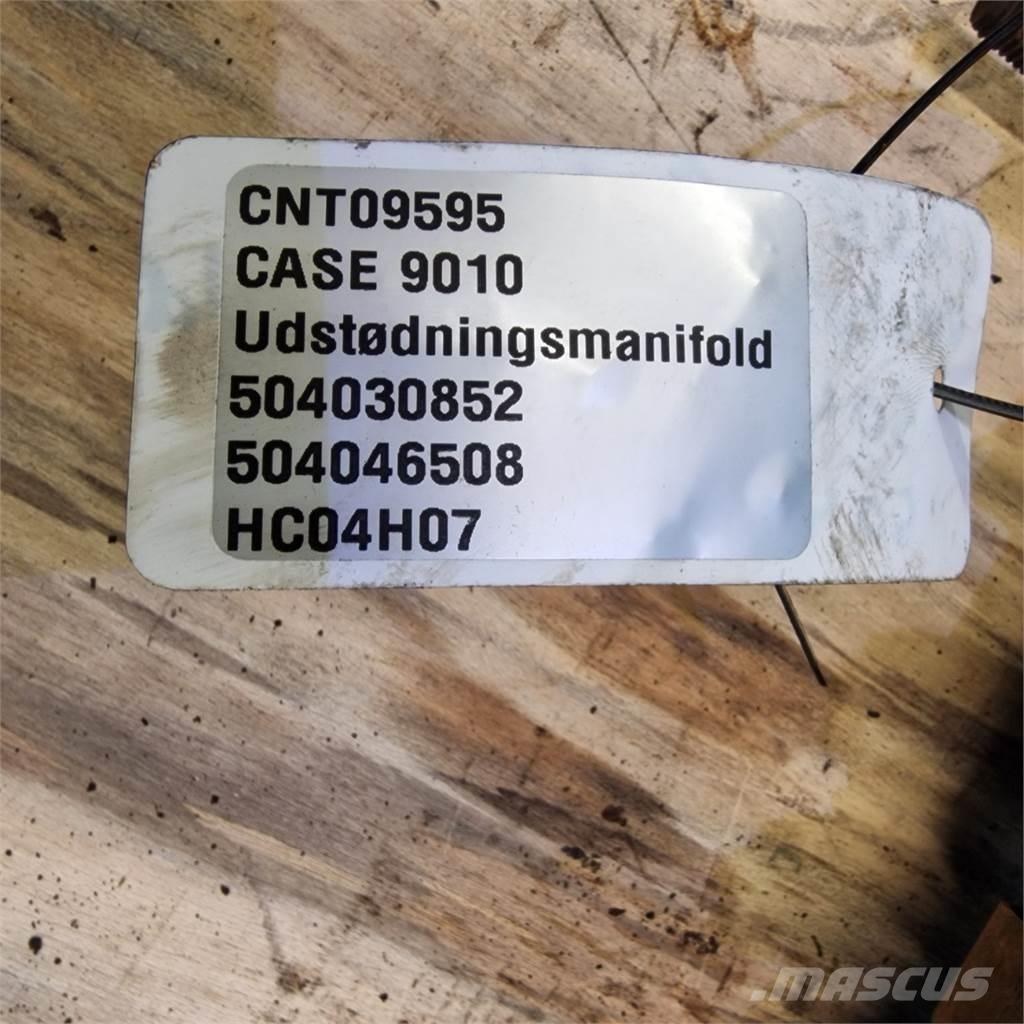 CNT09595
CASE 9010
Udstødningsmanifold
504030852
504046508
HC04H07
.MASCUS